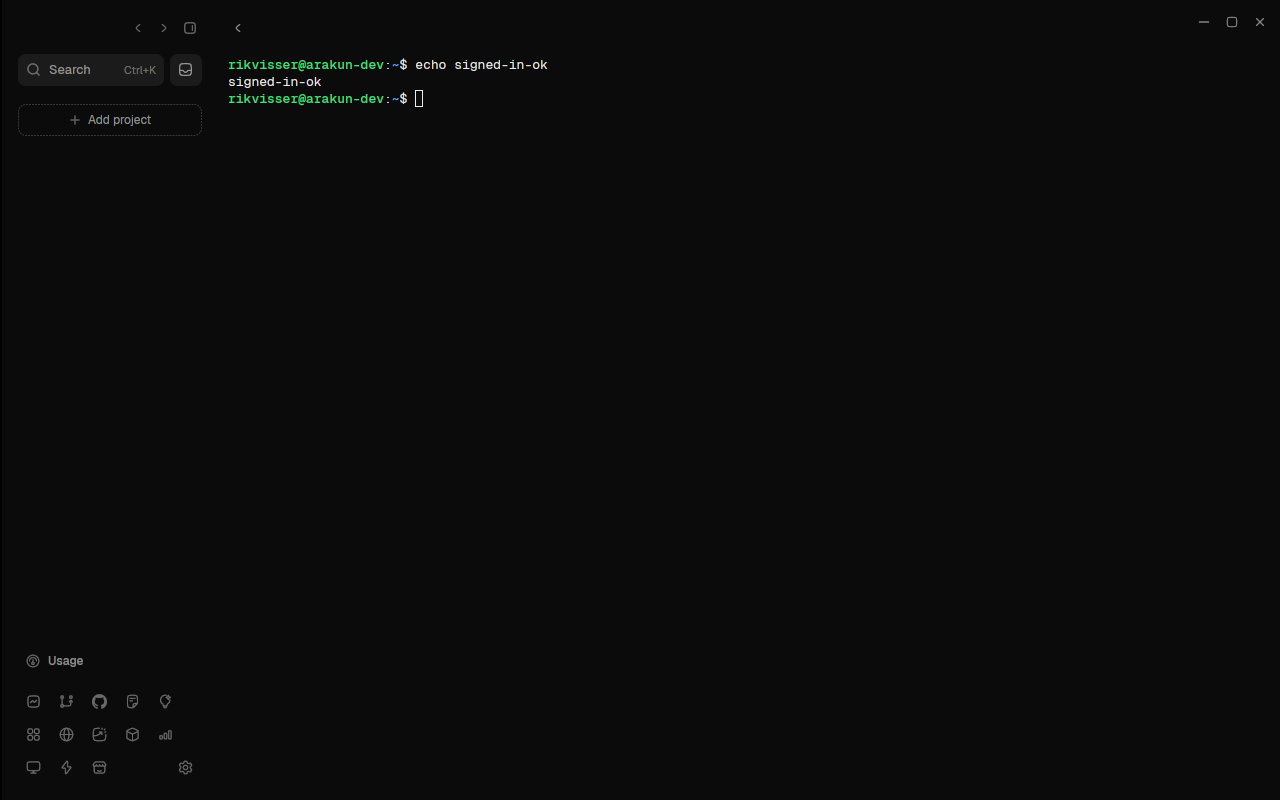 Search Ctrl+K
Add project
rikvisser@arakun-dev:~$ echo signed-in-ok
signed-in-ok
rikvisser@arakun-dev:~$
Usage